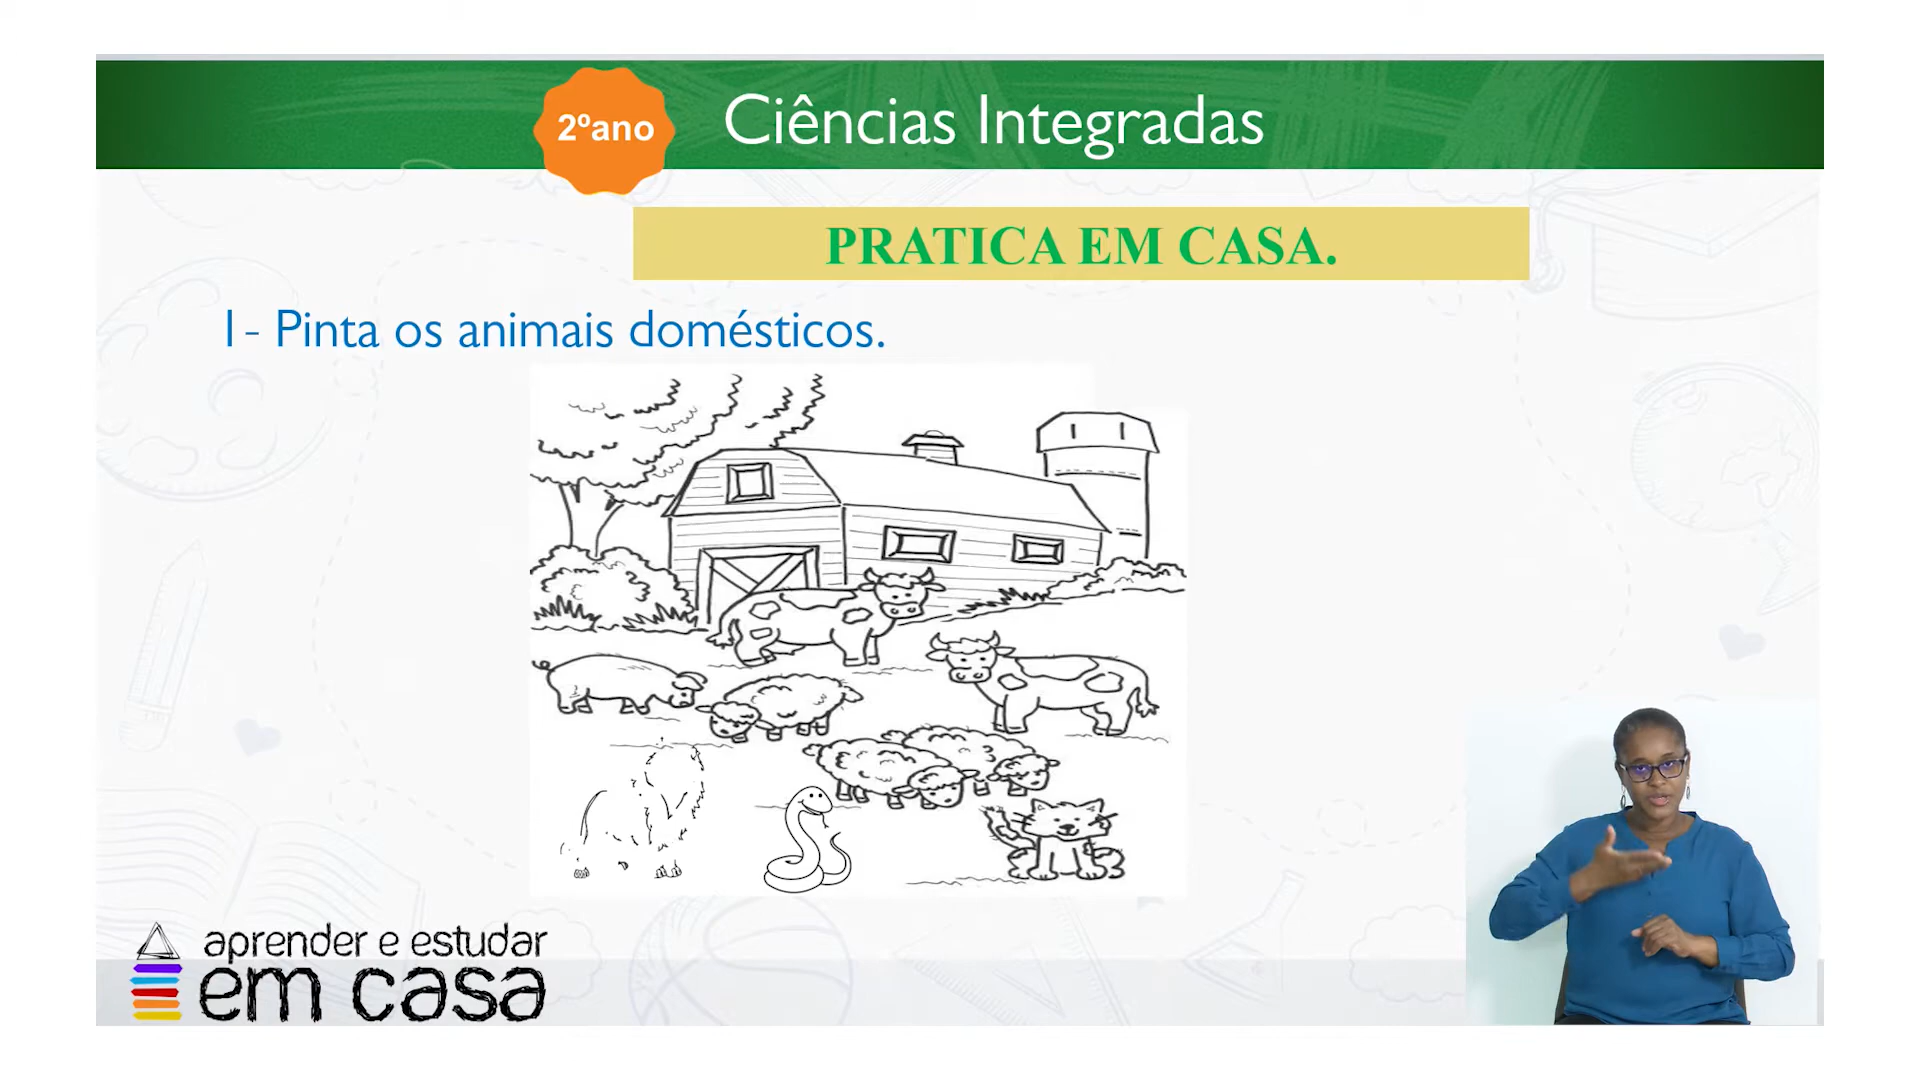 2ºano
Ciências Integradas
PRATICA EM CASA.
1- Pinta os animais domésticos.
aprender e estudar
em casa